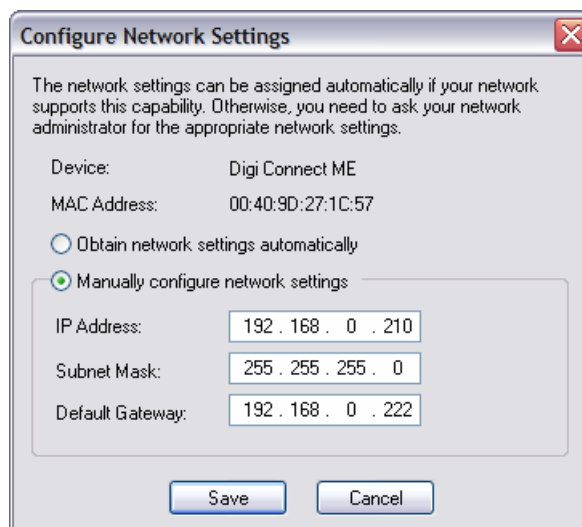 Configure Network Settings
The network settings can be assigned automatically if your network
supports this capability. Otherwise, you need to ask your network
administrator for the appropriate network settings.
Device: Digi Connect ME
MAC Address: 00:40:9D:27:1C:57
Obtain network settings automatically
Manually configure network settings
IP Address: 192 . 168 . 0 . 210
Subnet Mask: 255 . 255 . 255 . 0
Default Gateway: 192 . 168 . 0 . 222
Save Cancel